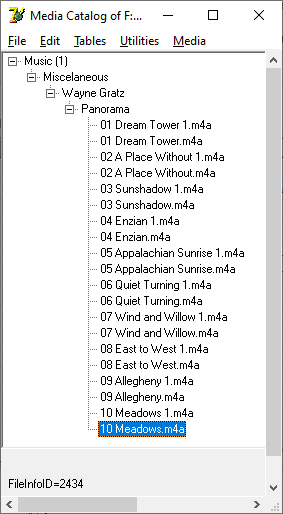 Media Catalog of F:...
File Edit Tables Utilities Media
Music (1)
Miscelaneous
Wayne Gratz
Panorama
01 Dream Tower 1.m4a
01 Dream Tower.m4a
02 A Place Without 1.m4a
02 A Place Without.m4a
03 Sunshadow 1.m4a
03 Sunshadow.m4a
04 Enzian 1.m4a
04 Enzian.m4a
05 Appalachian Sunrise 1.m4a
05 Appalachian Sunrise.m4a
06 Quiet Turning 1.m4a
06 Quiet Turning.m4a
07 Wind and Willow 1.m4a
07 Wind and Willow.m4a
08 East to West 1.m4a
08 East to West.m4a
09 Allegheny 1.m4a
09 Allegheny.m4a
10 Meadows 1.m4a
10 Meadows.m4a
FileInfoID=2434